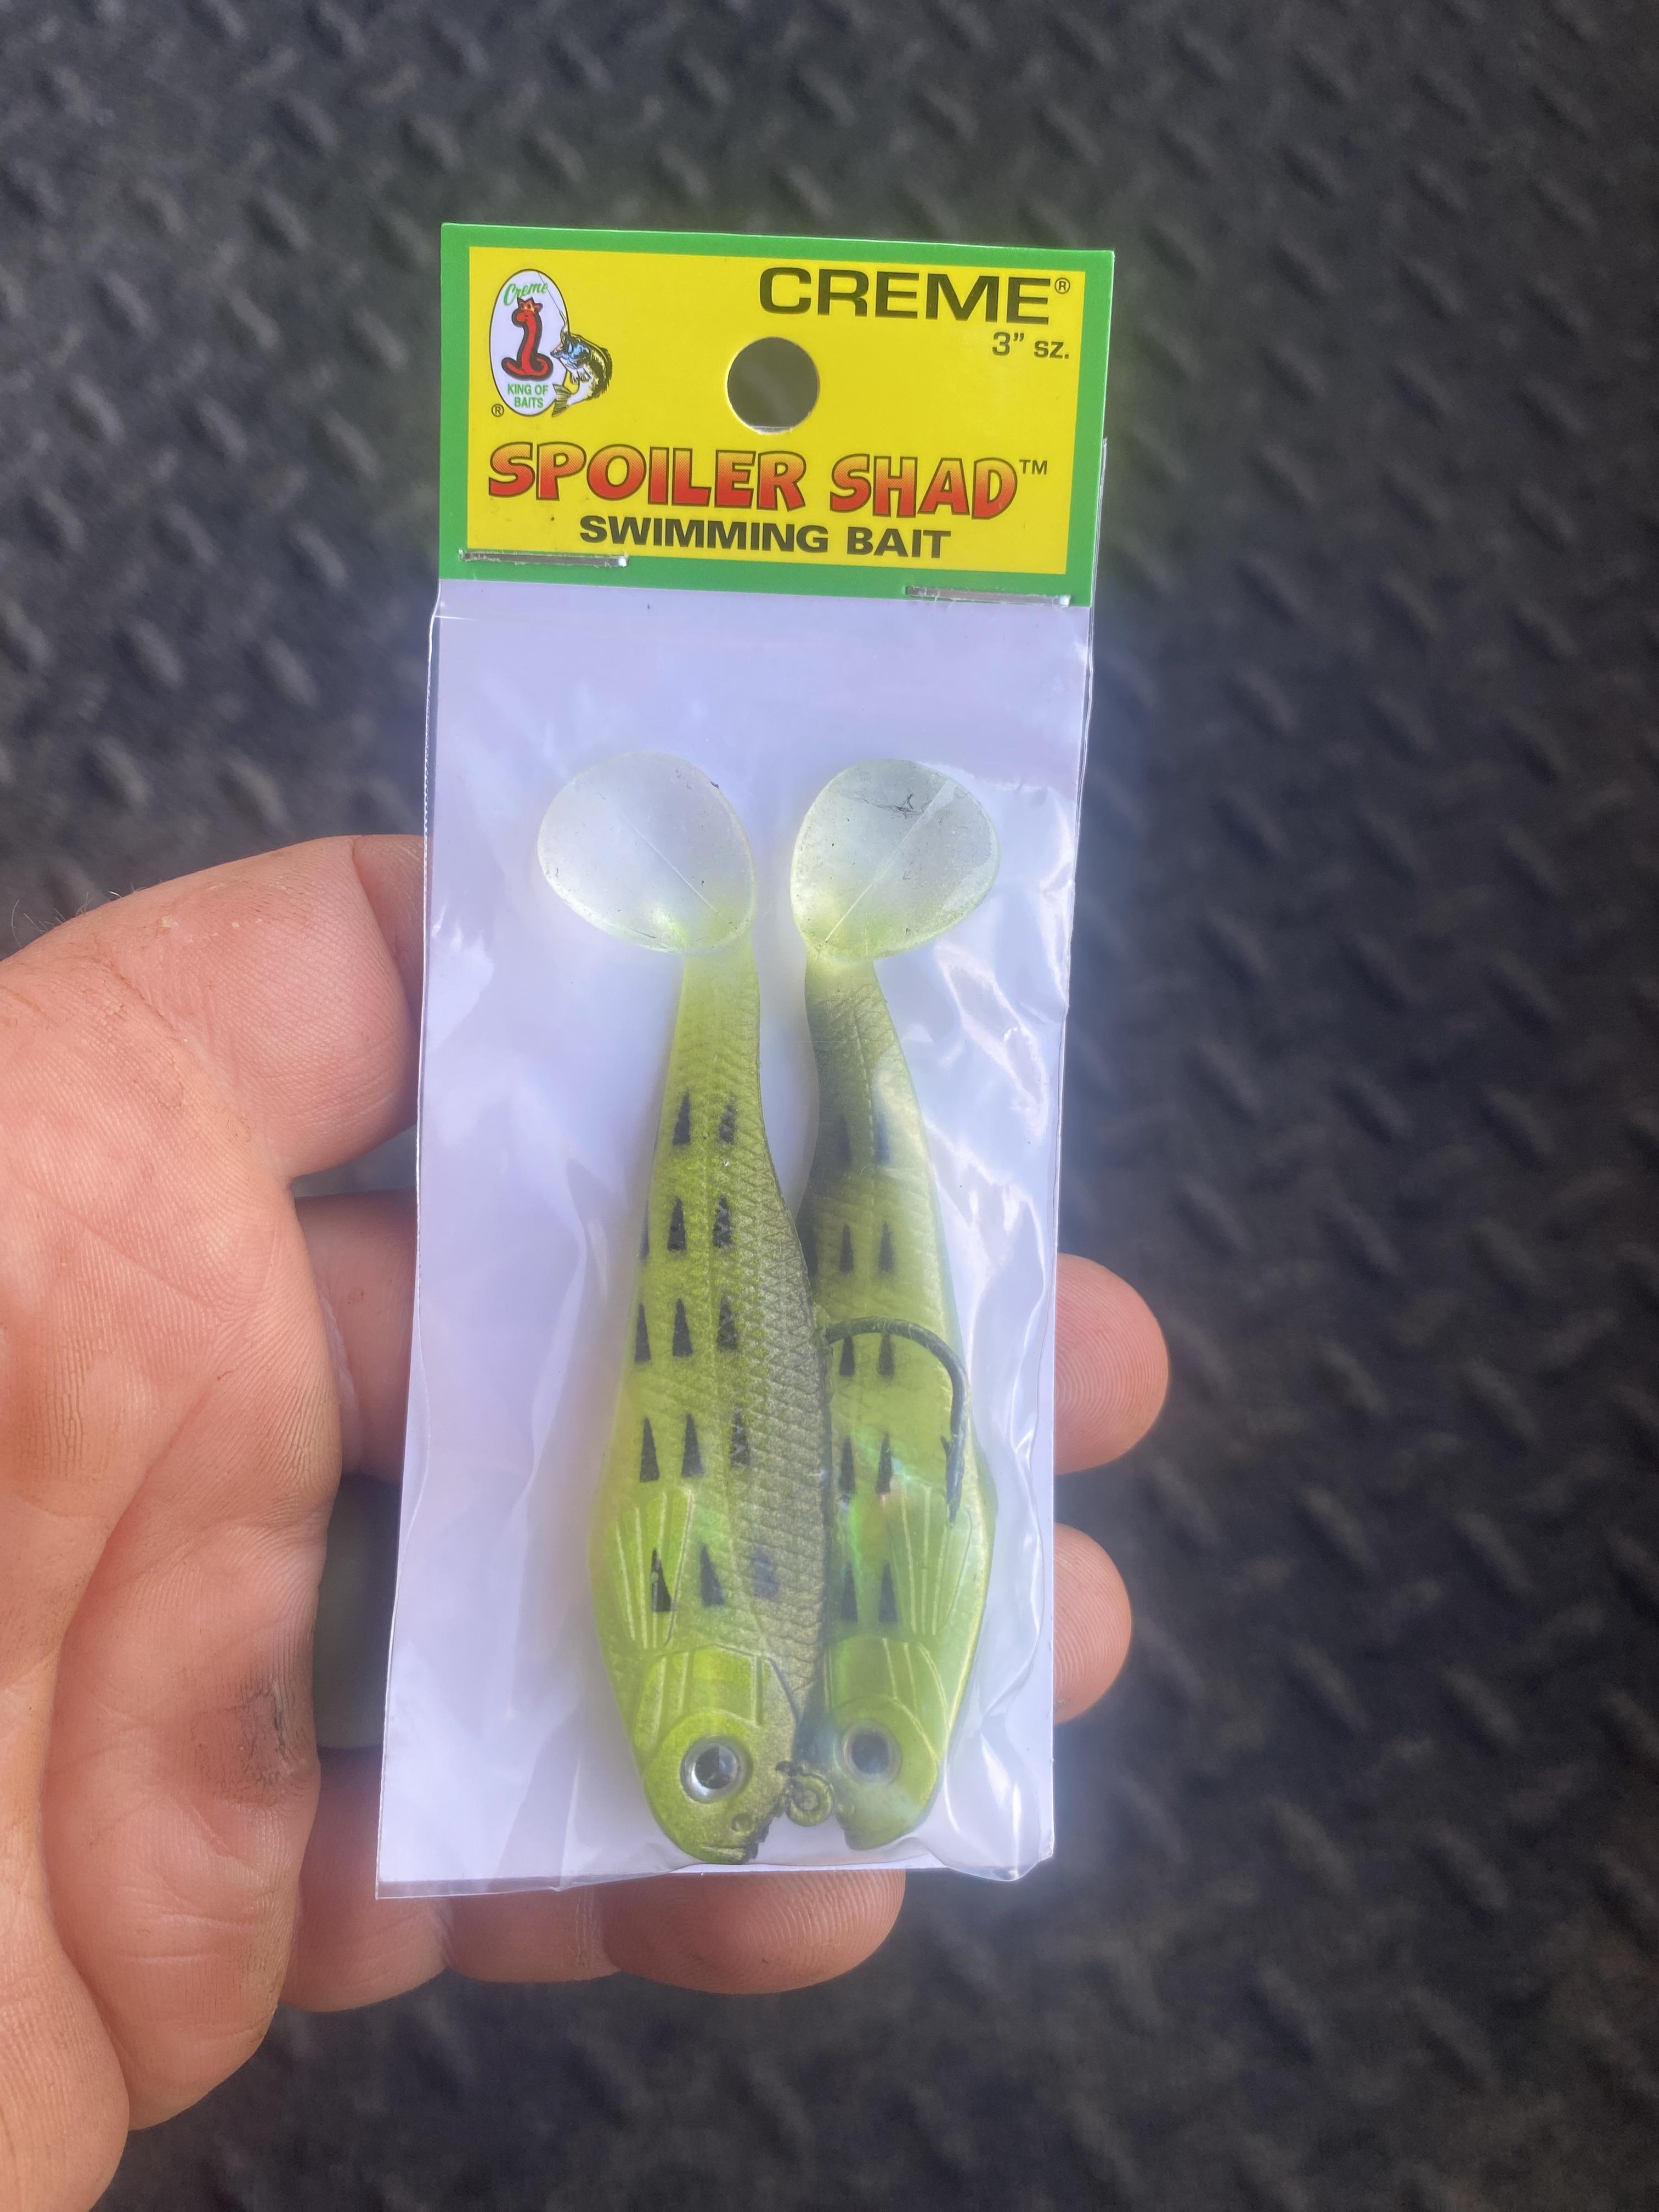 CREME®
3” sz.
Creme
KING OF
BAITS
®
SPOILER SHAD™
SWIMMING BAIT